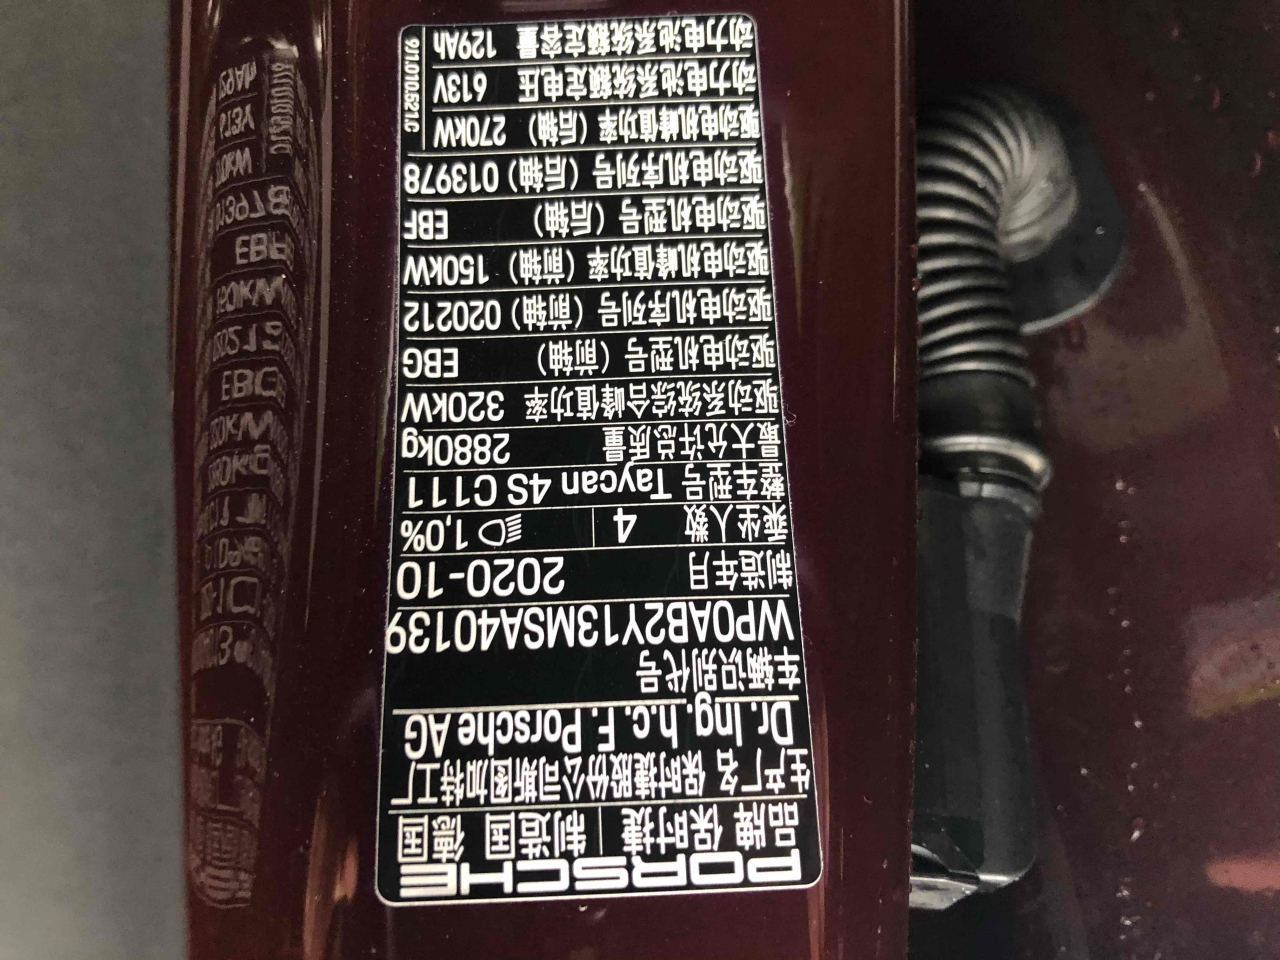 PORSCHE
品牌 保时捷 制造国 德国
生产厂名 保时捷股份公司斯图加特工厂
Dr. Ing. h.c. F. Porsche AG
车辆识别代号
WP0AB2Y13MSA40139
制造年月 2020-10
乘坐人数 4 1,0%
整车型号 Taycan 4S C111
最大允许总质量 2880kg
驱动系统综合峰值功率 320kW
驱动电机型号（前轴） EBG
驱动电机序列号（前轴）020212
驱动电机峰值功率（前轴）150kW
驱动电机型号（后轴） EBF
驱动电机序列号（后轴）013978
驱动电机峰值功率（后轴）270kW
动力电池系统额定电压 613V
动力电池系统额定容量 129Ah
9J1.010.521.C